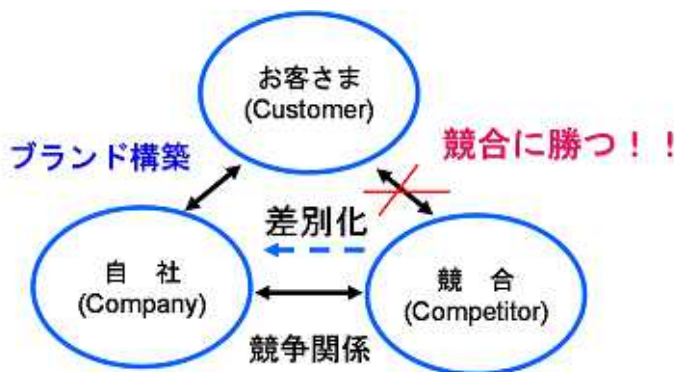 お客さま
(Customer)
ブランド構築
競合に勝つ！！
差別化
自　社
(Company)
競　合
(Competitor)
競争関係